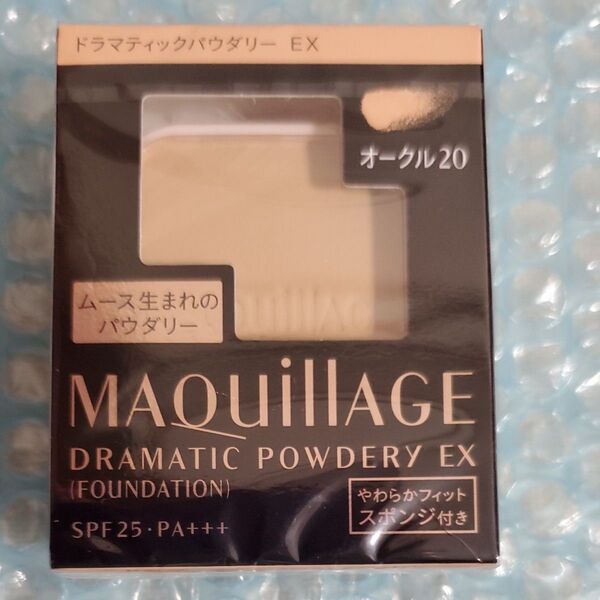 ドラマティックパウダリー EX
オークル20
ムース生まれの
パウダリー
MAQuillAGE
DRAMATIC POWDERY EX
(FOUNDATION)
SPF25・PA+++
やわらかフィット
スポンジ付き